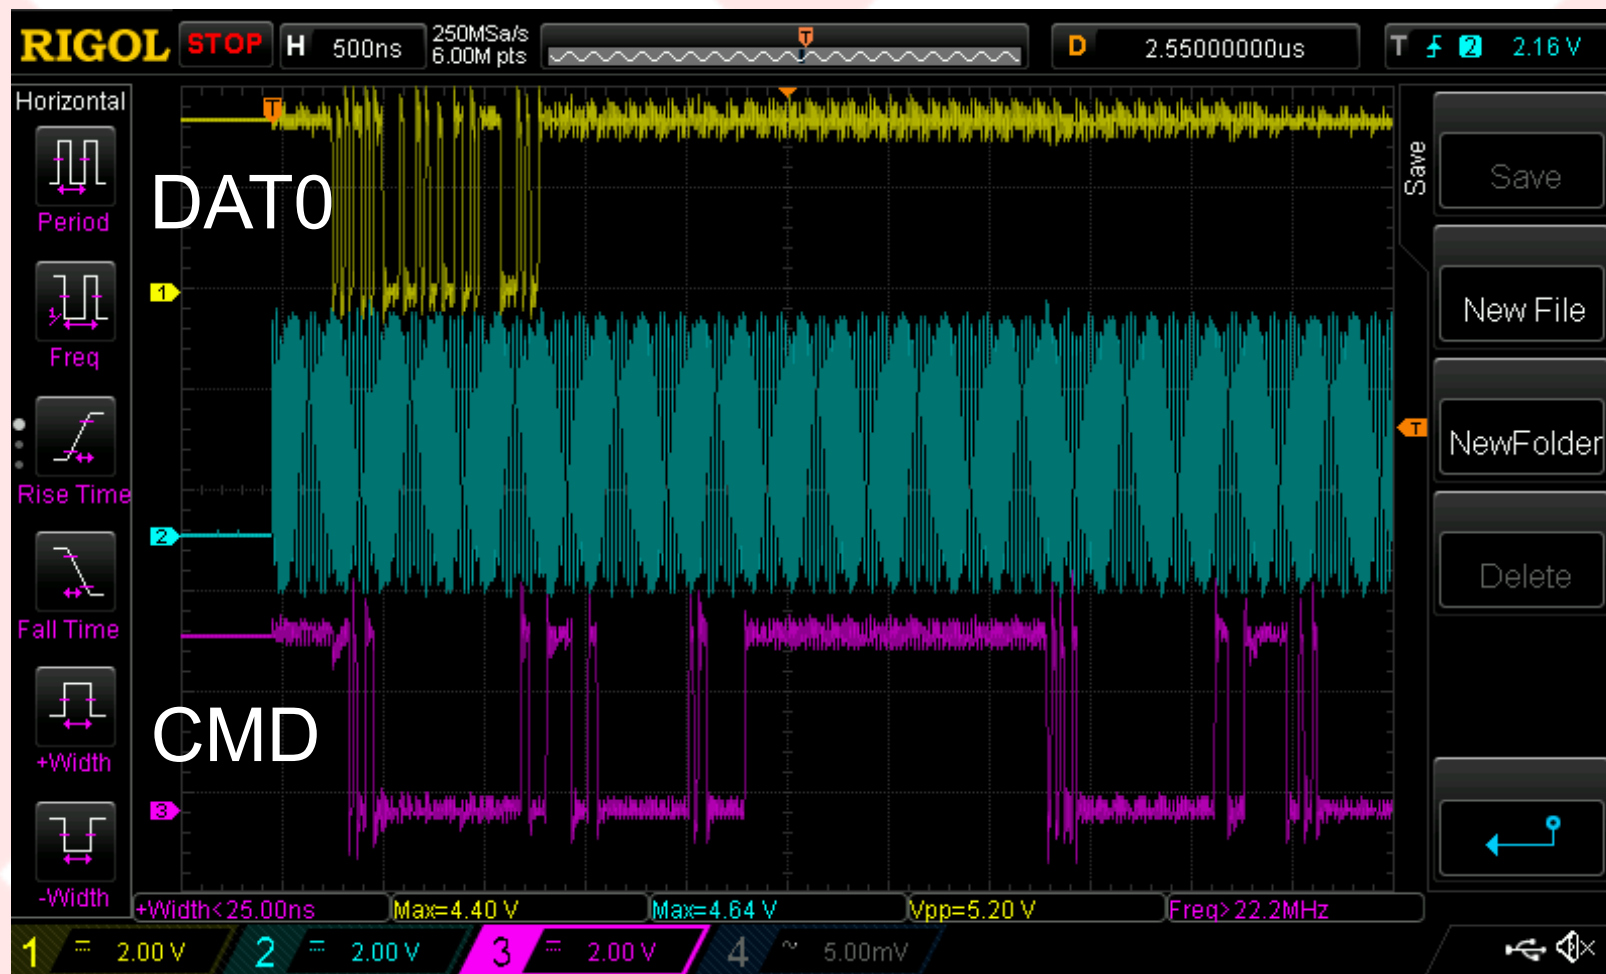 RIGOL STOP H 500ns 250MSa/s 6.00M pts T D 2.55000000us T 2 2.16 V
Horizontal
Period
Freq
Rise Time
Fall Time
+Width
-Width
T
DAT0
1
2
T
CMD
3
Save
Save
New File
NewFolder
Delete
+Width<25.00ns Max=4.40 V Max=4.64 V Vpp=5.20 V Freq>22.2MHz
1 = 2.00 V 2 = 2.00 V 3 = 2.00 V 4 ~ 5.00mV